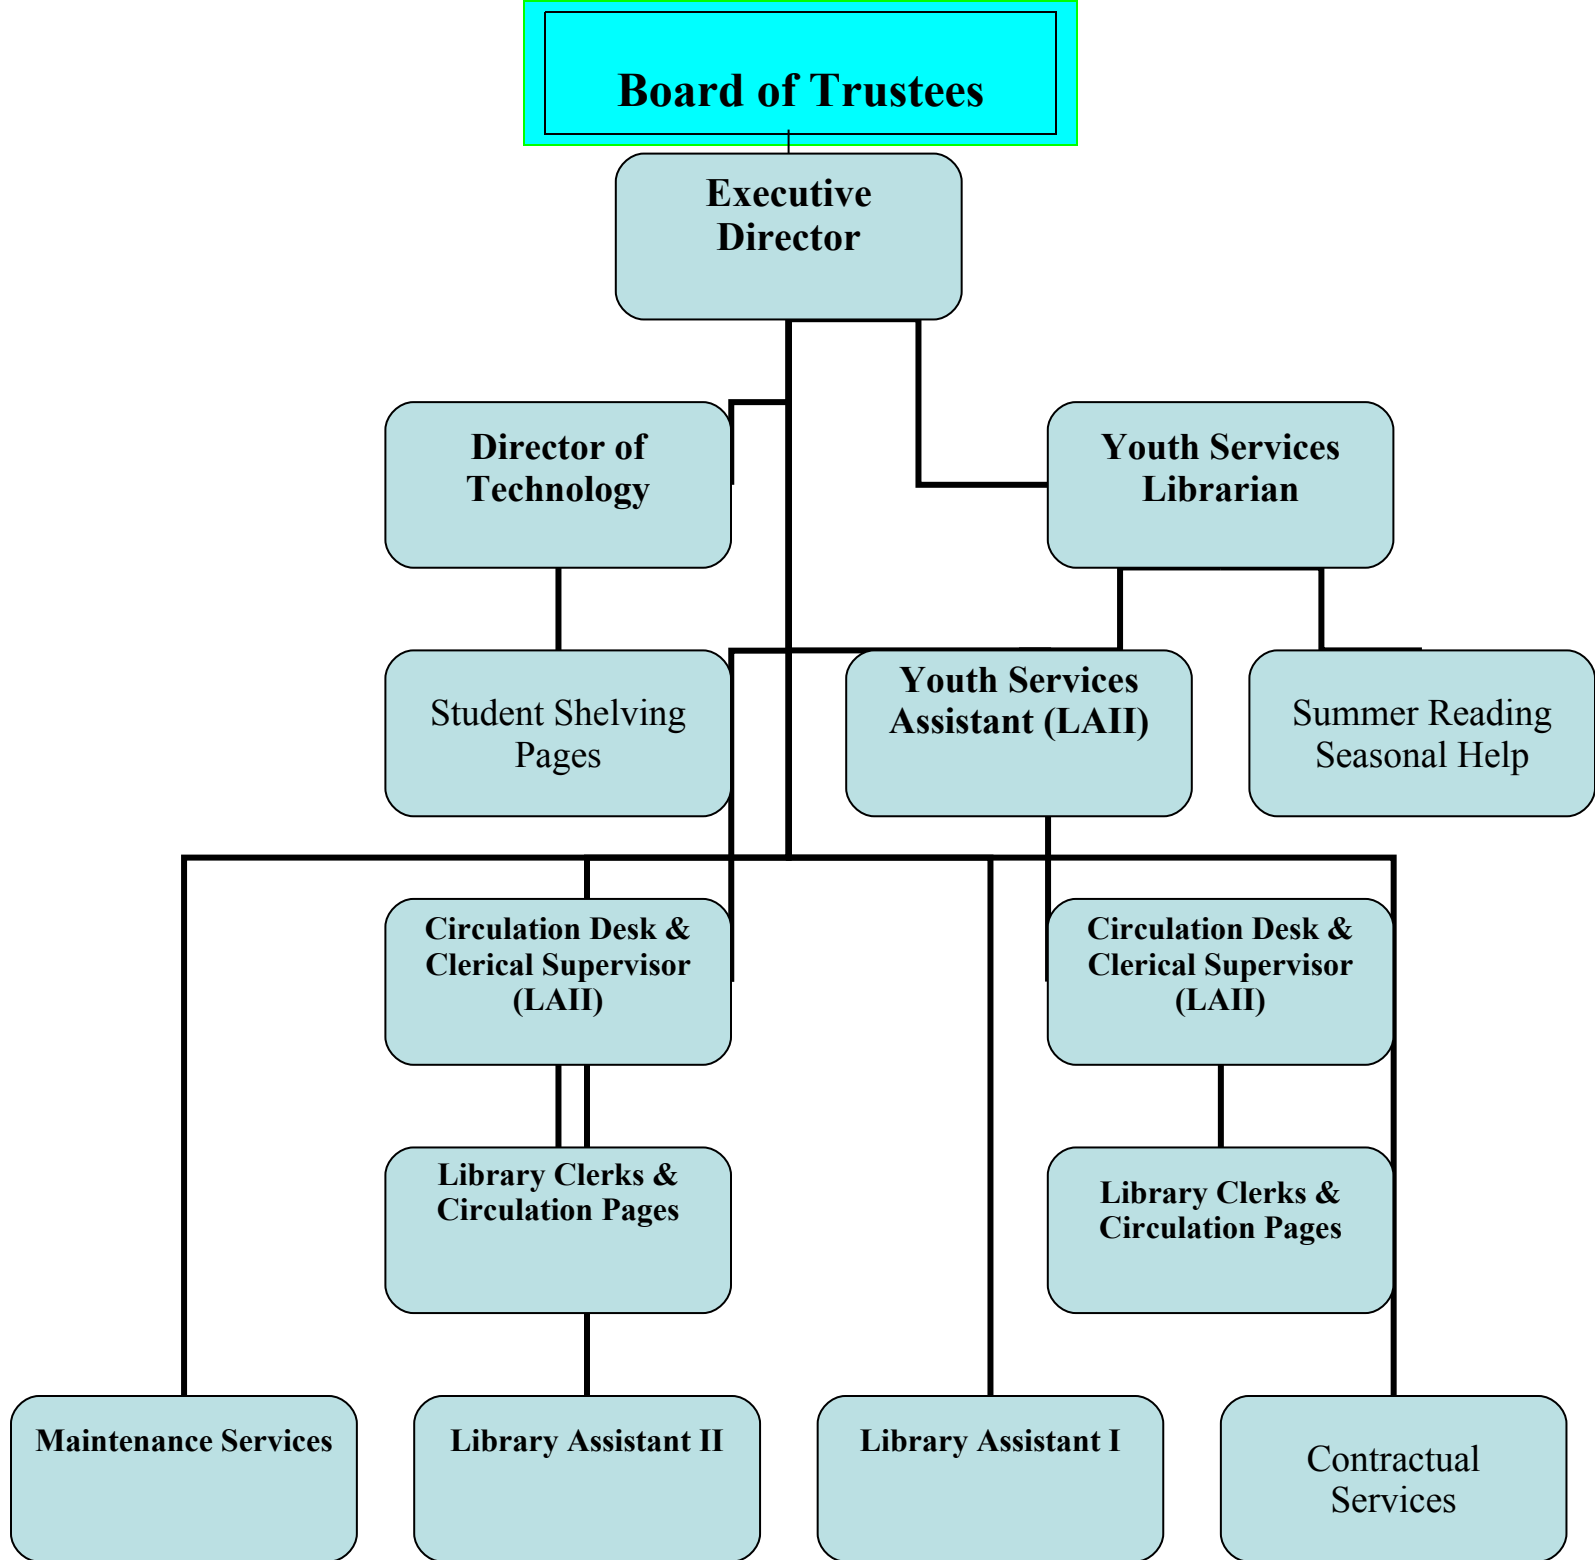 Board of Trustees
Executive
Director
Director of
Technology
Youth Services
Librarian
Student Shelving
Pages
Youth Services
Assistant (LAII)
Summer Reading
Seasonal Help
Circulation Desk &
Clerical Supervisor
(LAII)
Circulation Desk &
Clerical Supervisor
(LAII)
Library Clerks &
Circulation Pages
Library Clerks &
Circulation Pages
Maintenance Services
Library Assistant II
Library Assistant I
Contractual
Services